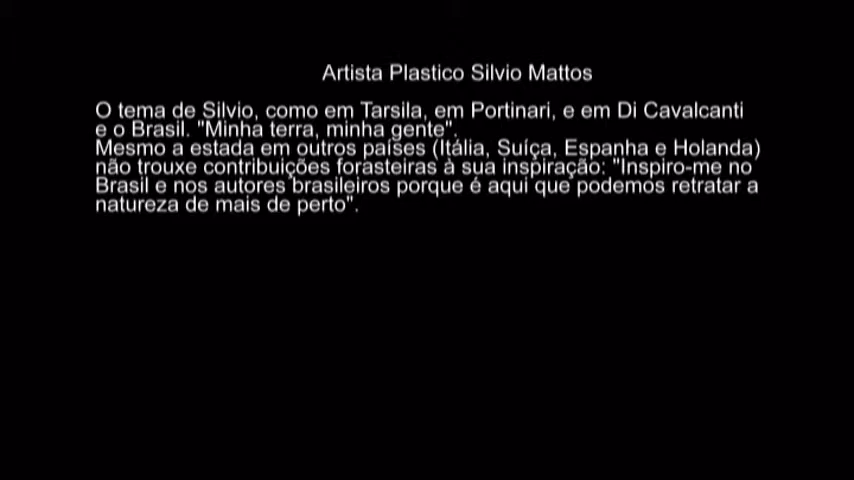 Artista Plastico Silvio Mattos
O tema de Silvio, como em Tarsila, em Portinari, e em Di Cavalcanti
e o Brasil. "Minha terra, minha gente".
Mesmo a estada em outros países (Itália, Suíça, Espanha e Holanda)
não trouxe contribuições forasteiras à sua inspiração: "Inspiro-me no
Brasil e nos autores brasileiros porque é aqui que podemos retratar a
natureza de mais de perto".